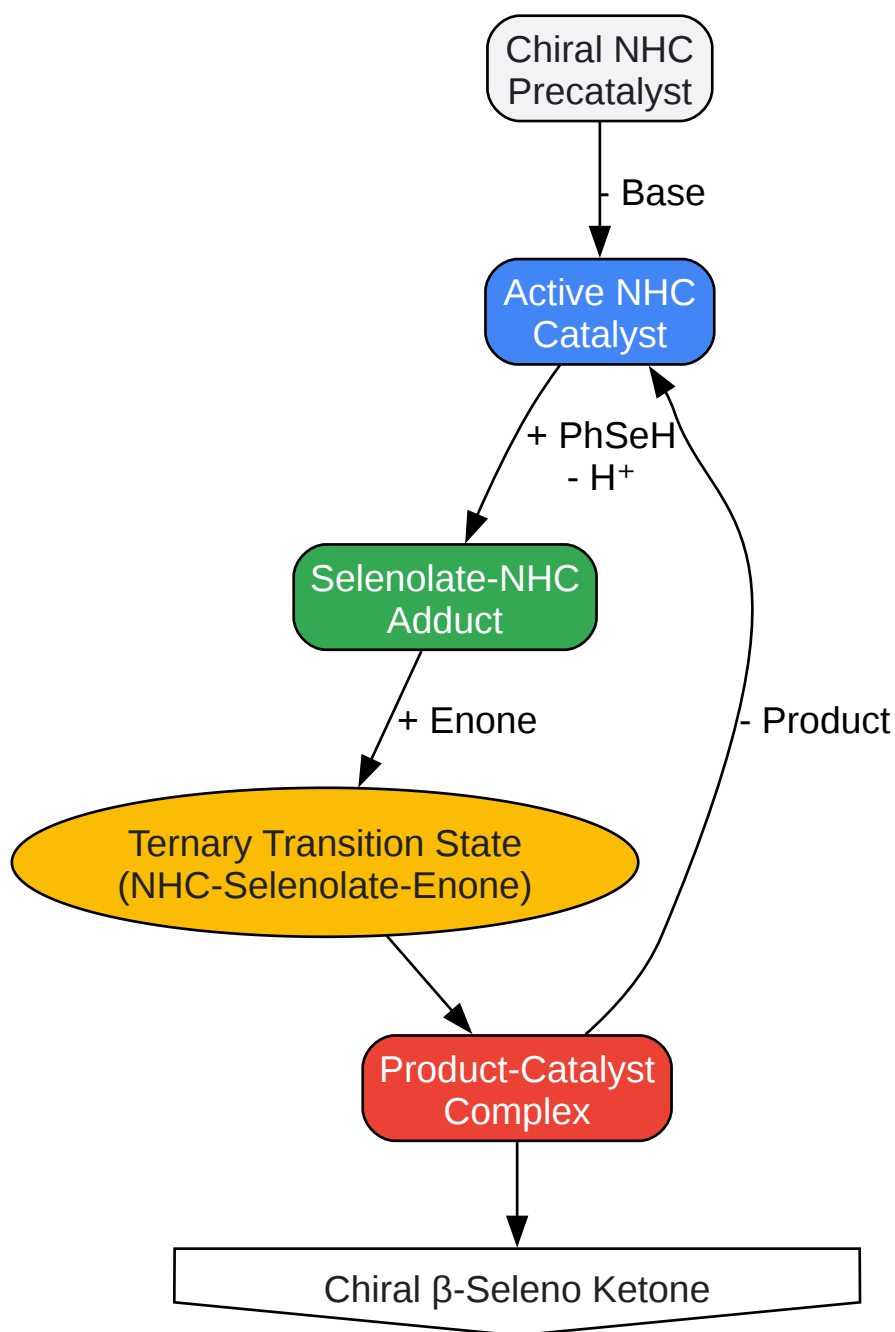 Chiral NHC
Precatalyst
- Base
Active NHC
Catalyst
+ PhSeH
- H⁺
Selenolate-NHC
Adduct
+ Enone
- Product
Ternary Transition State
(NHC-Selenolate-Enone)
Product-Catalyst
Complex
Chiral β-Seleno Ketone